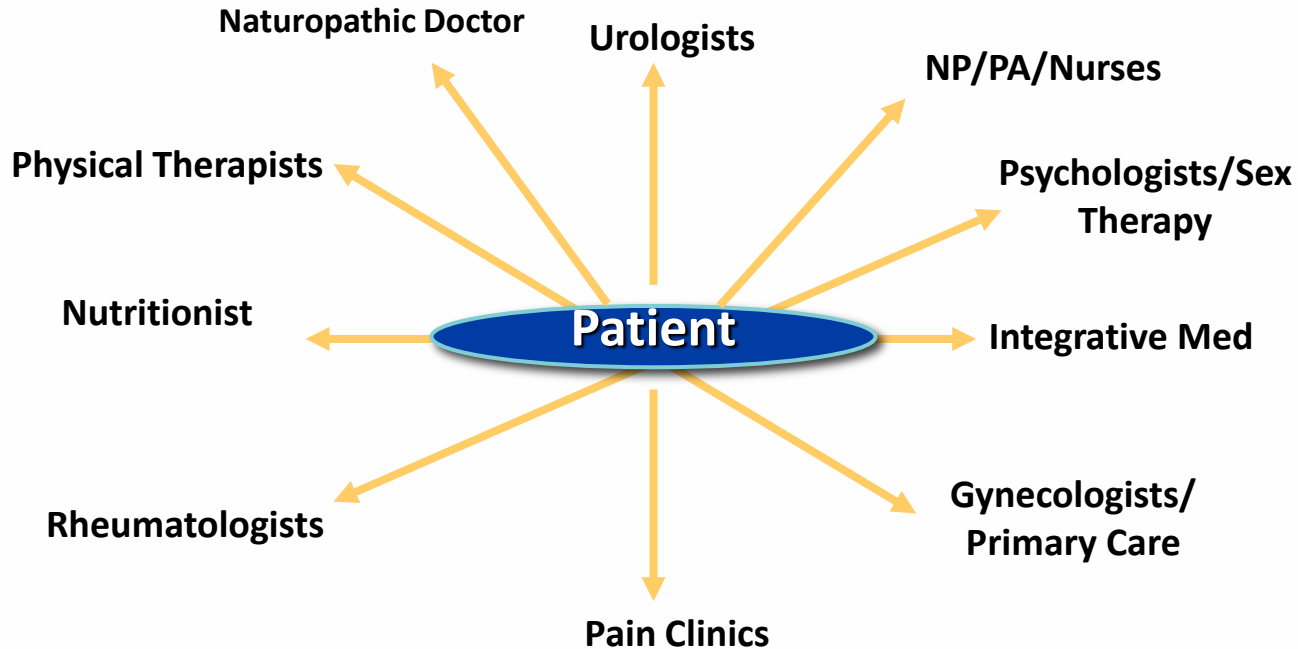 Naturopathic Doctor
Urologists
NP/PA/Nurses
Physical Therapists
Psychologists/Sex
Therapy
Nutritionist
Patient
Integrative Med
Rheumatologists
Gynecologists/
Primary Care
Pain Clinics